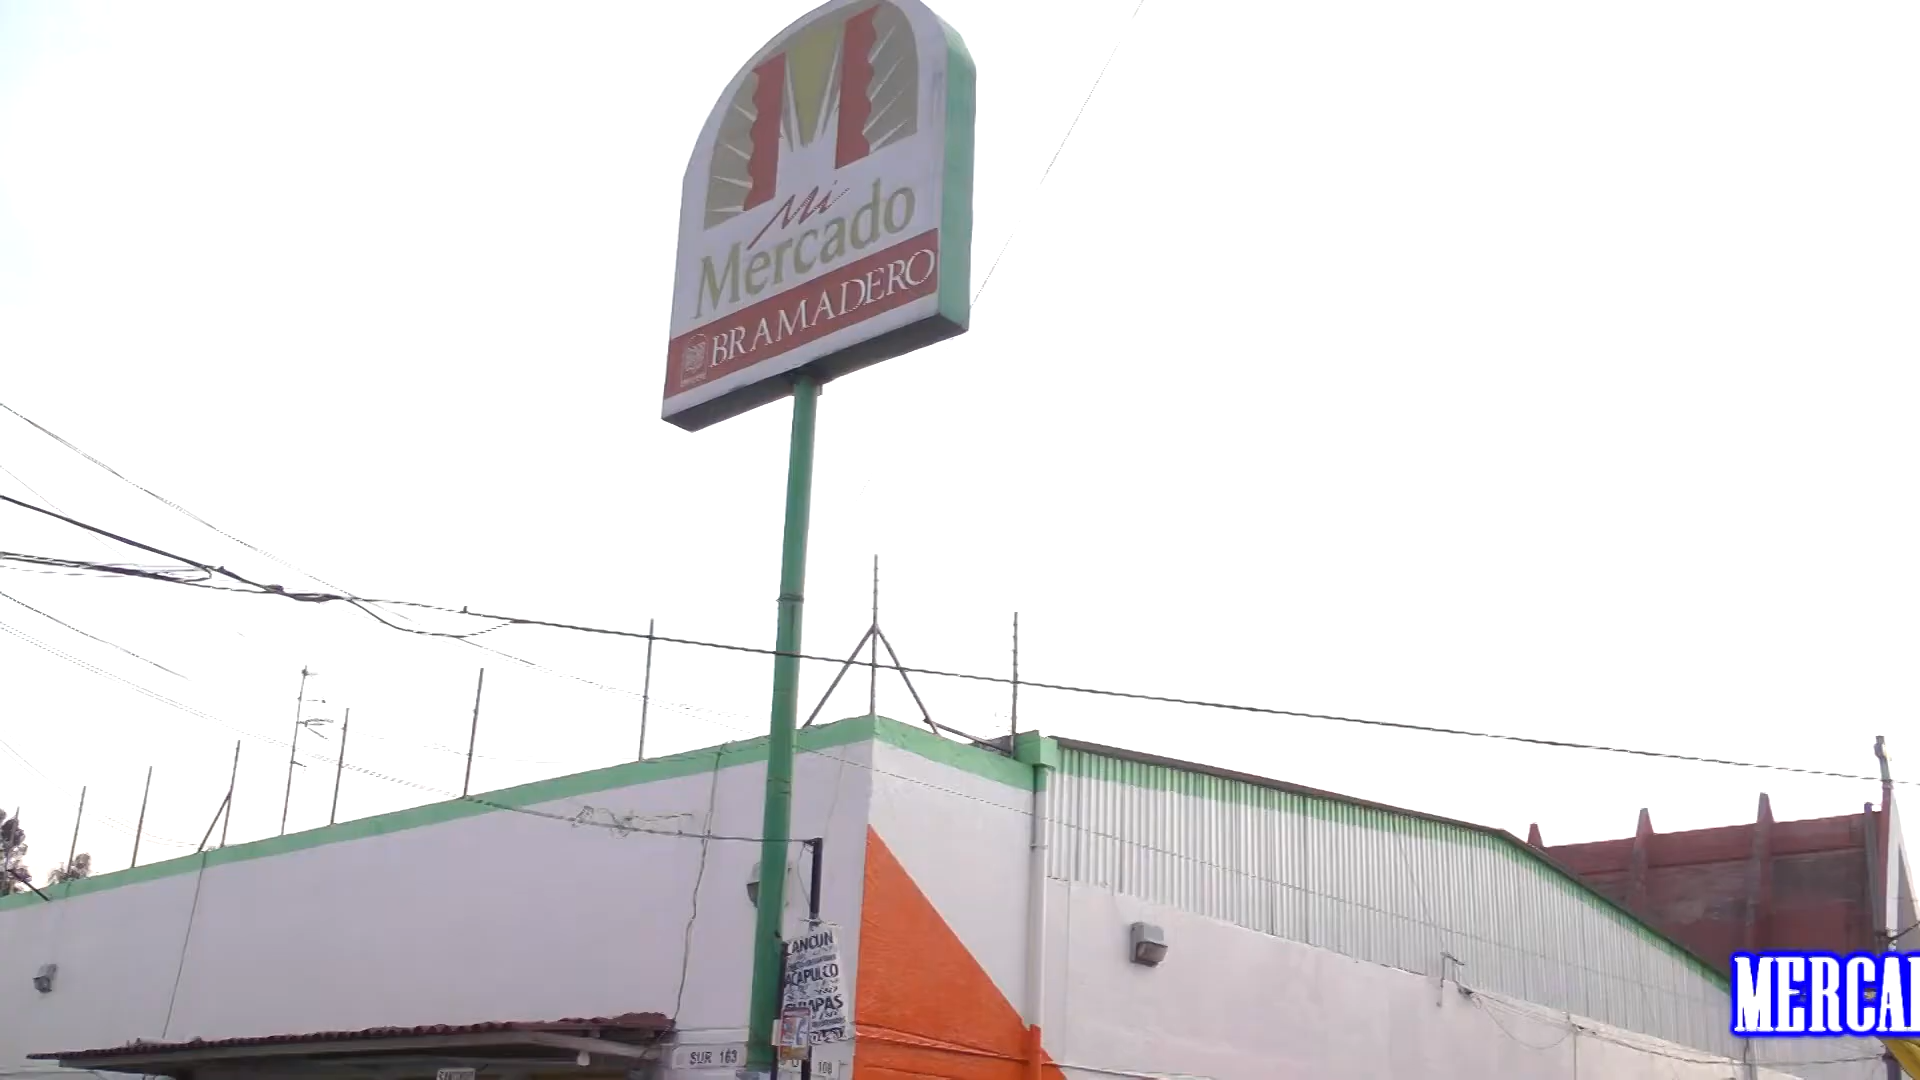 Mi
Mercado
BRAMADERO
CANCUN
ACAPULCO
SUR 163
108
MERCA